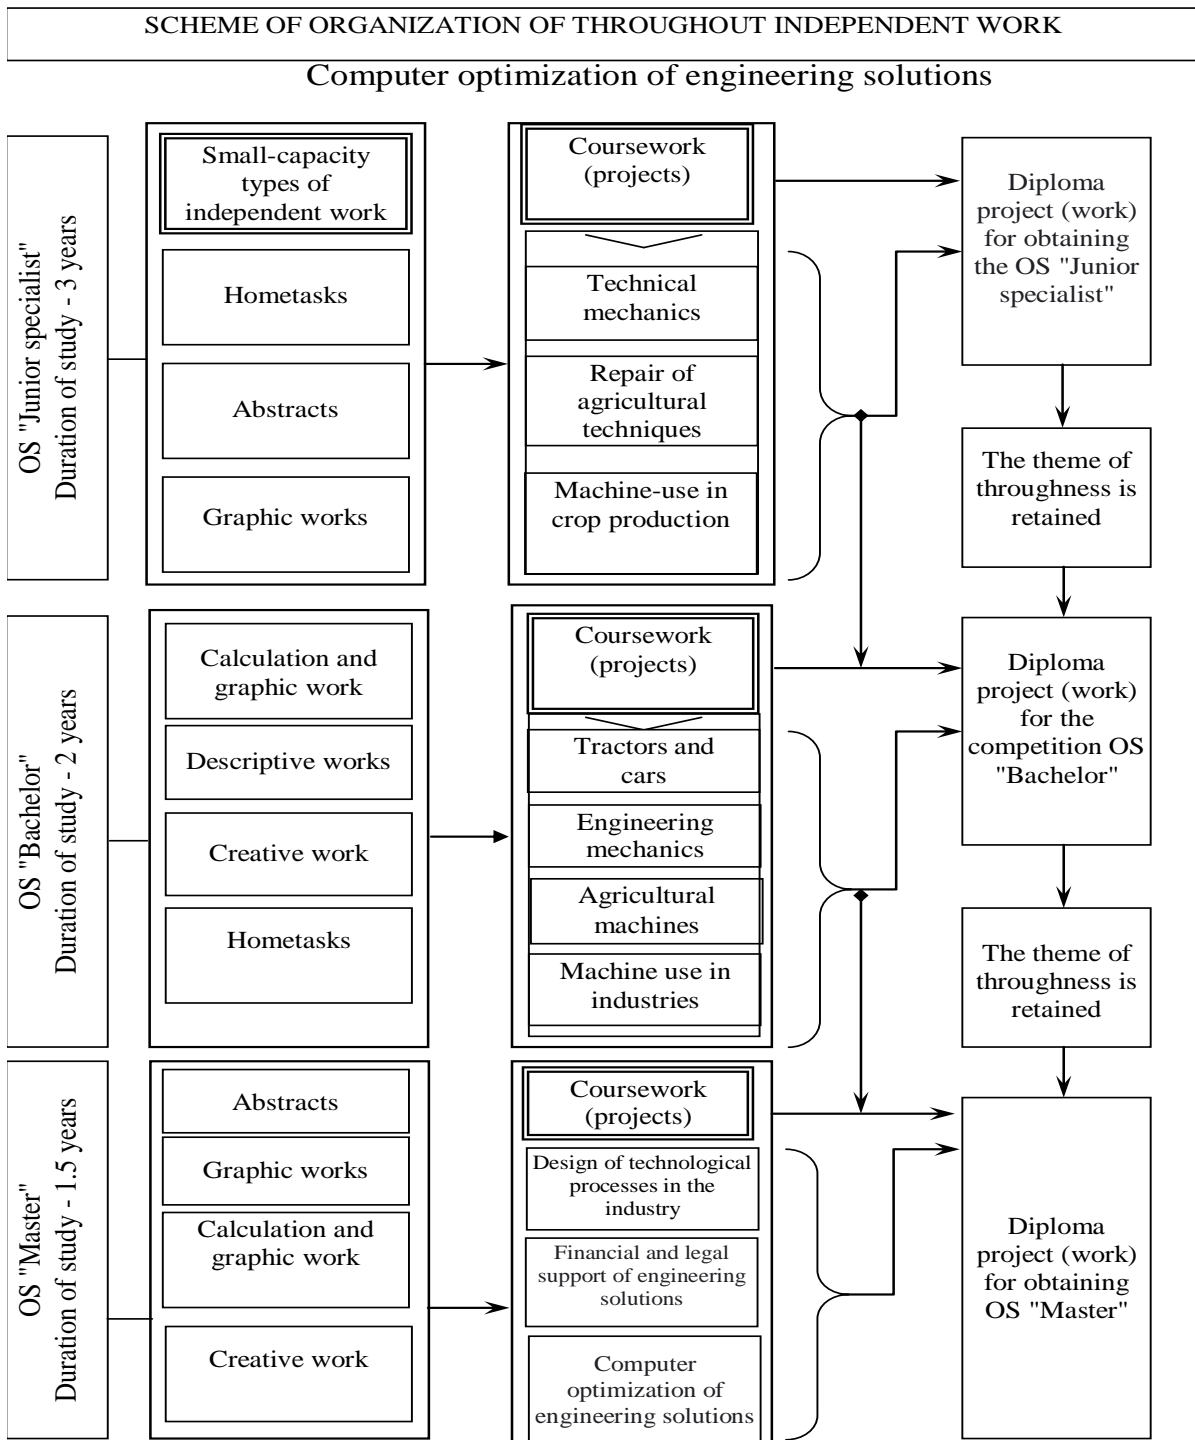 SCHEME OF ORGANIZATION OF THROUGHOUT INDEPENDENT WORK
Computer optimization of engineering solutions
OS "Junior specialist"
Duration of study - 3 years
Small-capacity
types of
independent work
Hometasks
Abstracts
Graphic works
Coursework
(projects)
Technical
mechanics
Repair of
agricultural
techniques
Machine-use in
crop production
Diploma
project (work)
for obtaining
the OS "Junior
specialist"
The theme of
throughness is
retained
OS "Bachelor"
Duration of study - 2 years
Calculation and
graphic work
Descriptive works
Creative work
Hometasks
Coursework
(projects)
Tractors and
cars
Engineering
mechanics
Agricultural
machines
Machine use in
industries
Diploma
project (work)
for the
competition OS
"Bachelor"
The theme of
throughness is
retained
OS "Master"
Duration of study - 1.5 years
Abstracts
Graphic works
Calculation and
graphic work
Creative work
Coursework
(projects)
Design of technological
processes in the
industry
Financial and legal
support of engineering
solutions
Computer
optimization of
engineering solutions
Diploma
project (work)
for obtaining
OS "Master"